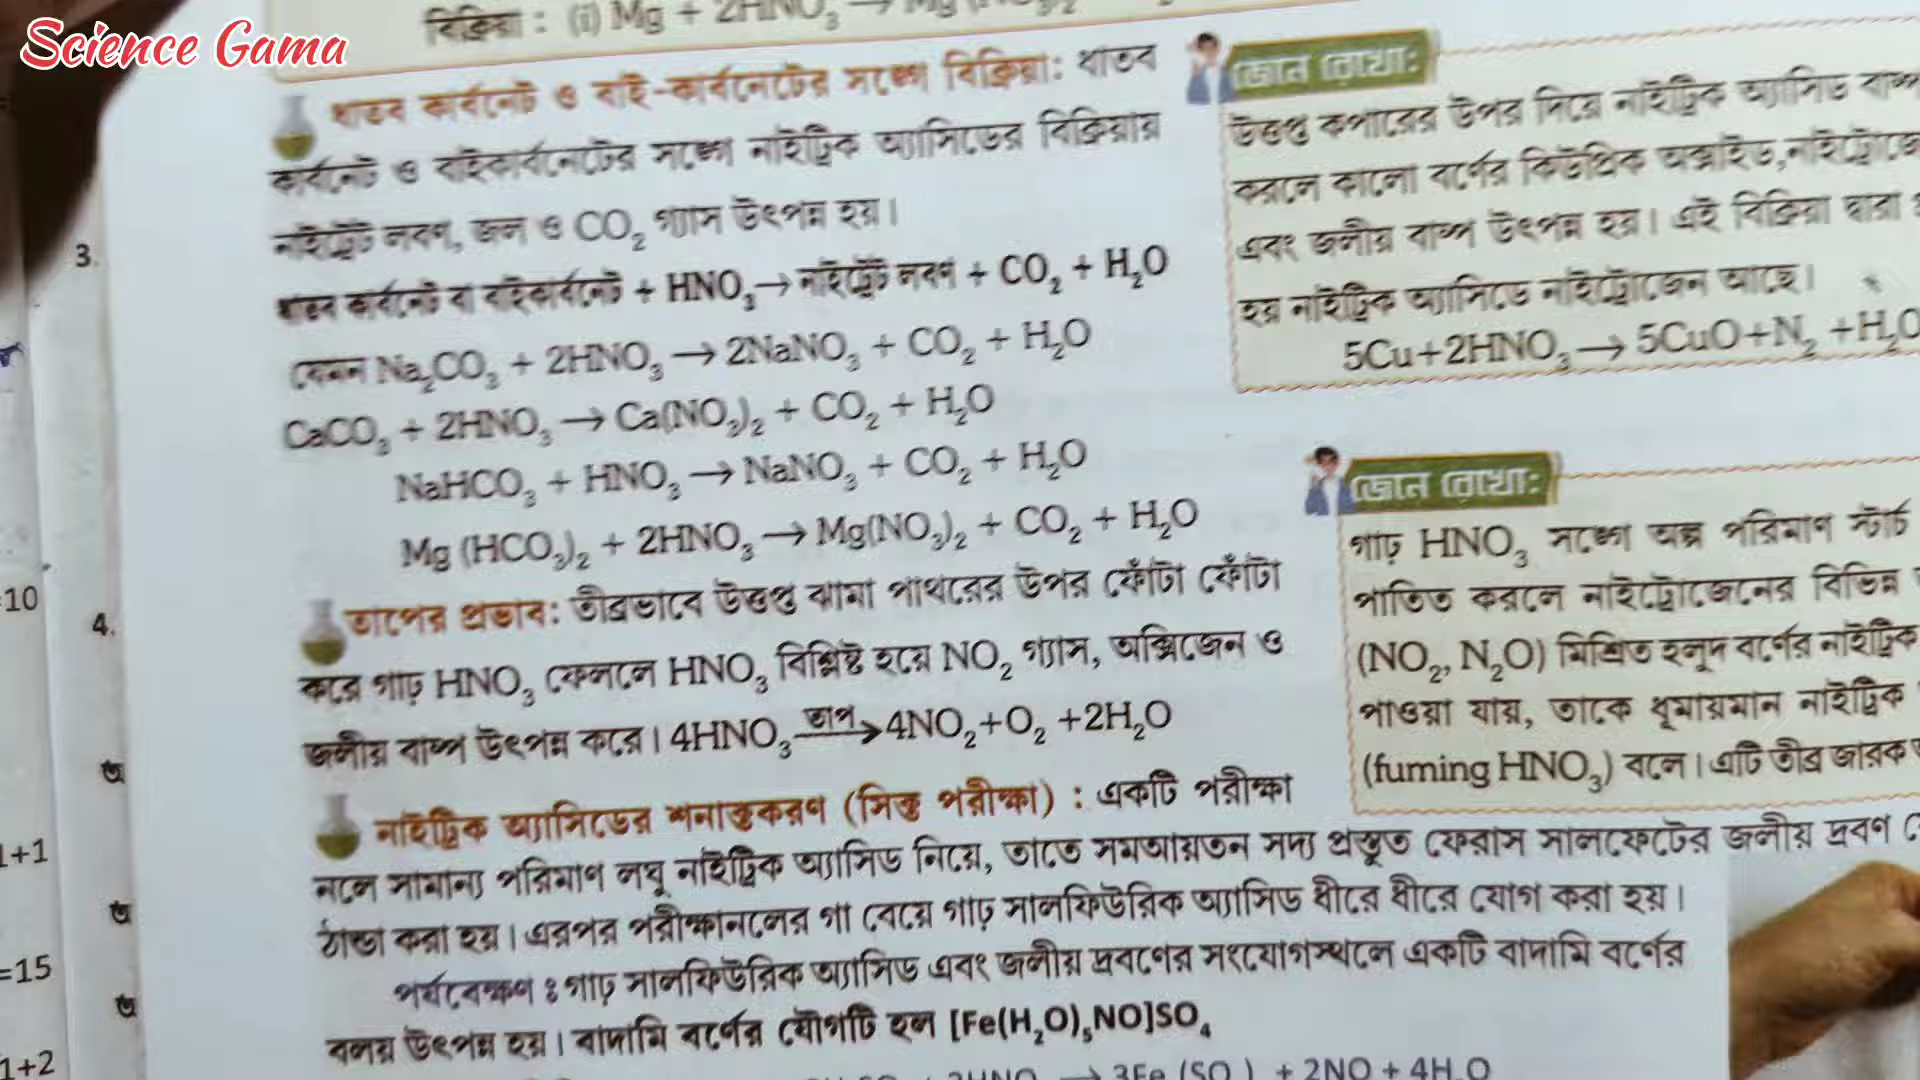 Science Gama
বিক্রিয়া : (i) Mg + 2HNO₃ → Mg
ধাতব কার্বনেট ও বাই-কার্বনেটের সঙ্গে বিক্রিয়া: ধাতব
কার্বনেট ও বাইকার্বনেটের সঙ্গে নাইট্রিক অ্যাসিডের বিক্রিয়ায়
নাইট্রেট লবণ, জল ও CO₂ গ্যাস উৎপন্ন হয়।
ধাতব কার্বনেট বা বাইকার্বনেট + HNO₃→নাইট্রেট লবণ + CO₂ + H₂O
যেমন Na₂CO₃ + 2HNO₃ → 2NaNO₃ + CO₂ + H₂O
CaCO₃ + 2HNO₃ → Ca(NO₃)₂ + CO₂ + H₂O
NaHCO₃ + HNO₃ → NaNO₃ + CO₂ + H₂O
Mg (HCO₃)₂ + 2HNO₃ → Mg(NO₃)₂ + CO₂ + H₂O
তাপের প্রভাব: তীব্রভাবে উত্তপ্ত ঝামা পাথরের উপর ফোঁটা ফোঁটা
করে গাঢ় HNO₃ ফেললে HNO₃ বিশ্লিষ্ট হয়ে NO₂ গ্যাস, অক্সিজেন ও
জলীয় বাষ্প উৎপন্ন করে। 4HNO₃ তাপ→4NO₂+O₂ +2H₂O
নাইট্রিক অ্যাসিডের শনাক্তকরণ (সিক্ত পরীক্ষা) : একটি পরীক্ষা
নলে সামান্য পরিমাণ লঘু নাইট্রিক অ্যাসিড নিয়ে, তাতে সমআয়তন সদ্য প্রস্তুত ফেরাস সালফেটের জলীয় দ্রবণ
ঠান্ডা করা হয়। এরপর পরীক্ষানলের গা বেয়ে গাঢ় সালফিউরিক অ্যাসিড ধীরে ধীরে যোগ করা হয়।
পর্যবেক্ষণ : গাঢ় সালফিউরিক অ্যাসিড এবং জলীয় দ্রবণের সংযোগস্থলে একটি বাদামি বর্ণের
বলয় উৎপন্ন হয়। বাদামি বর্ণের যৌগটি হল [Fe(H₂O)₅NO]SO₄
→ 3Fe (SO ) + 2NO + 4H₂O
জেনে রেখো:
উত্তপ্ত কপারের উপর দিয়ে নাইট্রিক অ্যাসিড বাষ্প
করলে কালো বর্ণের কিউপ্রিক অক্সাইড,
এবং জলীয় বাষ্প উৎপন্ন হয়। এই বিক্রিয়া দ্বারা
হয় নাইট্রিক অ্যাসিডে নাইট্রোজেন আছে।
5Cu+2HNO₃→ 5CuO+N₂ +H₂O
জেনে রেখো:
গাঢ় HNO₃ সঙ্গে অল্প পরিমাণ স্টার্চ
পাতিত করলে নাইট্রোজেনের বিভিন্ন
(NO₂, N₂O) মিশ্রিত হলুদ বর্ণের নাইট্রিক
পাওয়া যায়, তাকে ধূমায়মান নাইট্রিক
(fuming HNO₃) বলে। এটি তীব্র জারক
3.
10
4.
1+1
=15
1+2